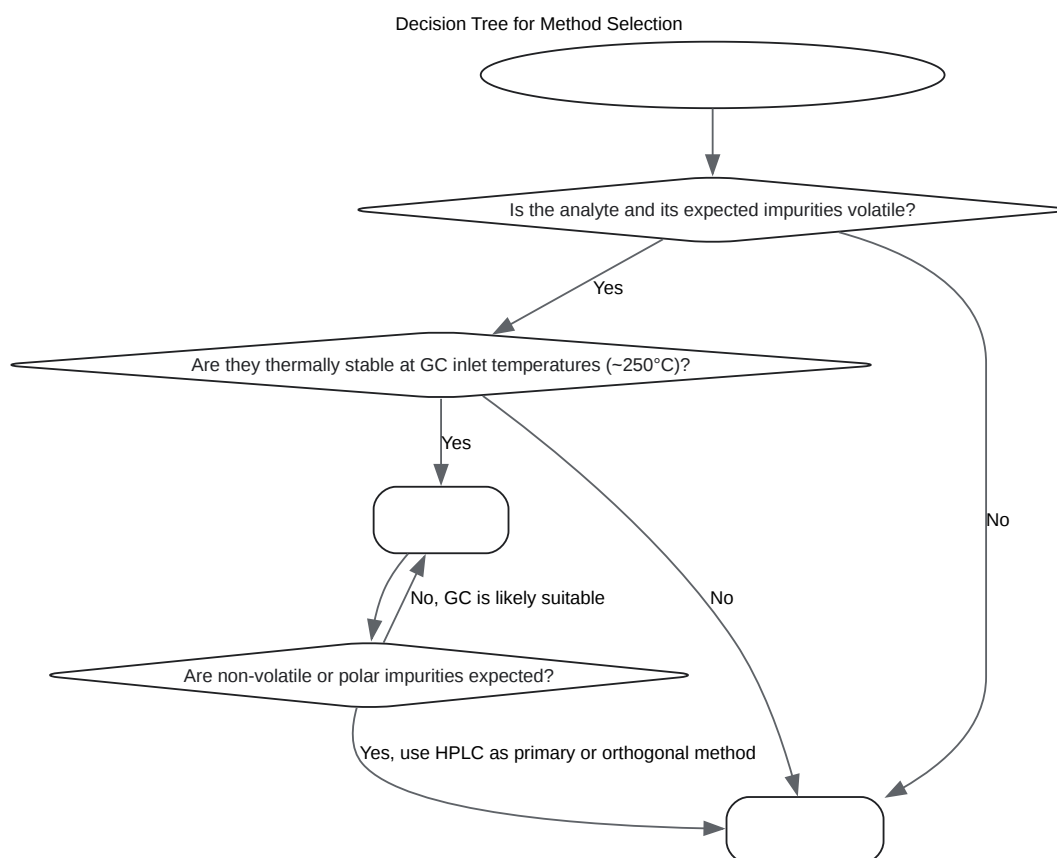 Decision Tree for Method Selection
Is the analyte and its expected impurities volatile?
Yes
Are they thermally stable at GC inlet temperatures (~250°C)?
Yes
No
No, GC is likely suitable
No
Are non-volatile or polar impurities expected?
Yes, use HPLC as primary or orthogonal method